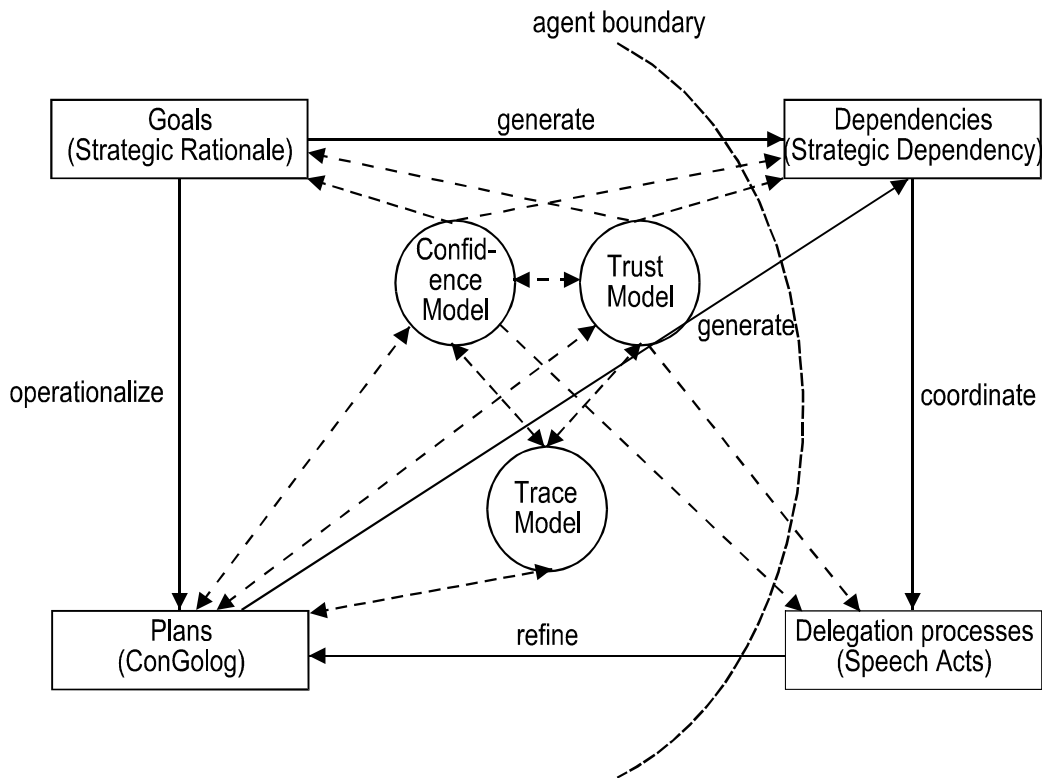 agent boundary
Goals
(Strategic Rationale)
generate
Dependencies
(Strategic Dependency)
Confid-
ence
Model
Trust
Model
generate
operationalize
coordinate
Trace
Model
Plans
(ConGolog)
refine
Delegation processes
(Speech Acts)